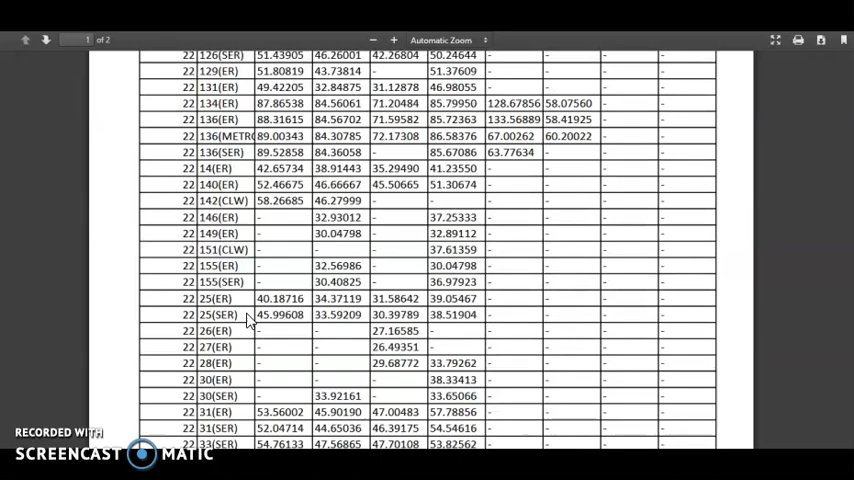 1 of 2 Automatic Zoom
22 126(SER) 51.43905 46.26001 42.26804 50.24644 - - - -
22 129(ER) 51.80819 43.73814 - 51.37609 - - - -
22 131(ER) 49.42205 32.84875 31.12878 46.98055 - - - -
22 134(ER) 87.86538 84.56061 71.20484 85.79950 128.67856 58.07560 - -
22 136(ER) 88.31615 84.56702 71.59582 85.72363 133.56889 58.41925 - -
22 136(METRO 89.00343 84.30785 72.17308 86.58376 67.00262 60.20022 - -
22 136(SER) 89.52858 84.36058 - 85.67086 63.77634 - - -
22 14(ER) 42.65734 38.91443 35.29490 41.23550 - - - -
22 140(ER) 52.46675 46.66667 45.50665 51.30674 - - - -
22 142(CLW) 58.26685 46.27999 - - - - - -
22 146(ER) - 32.93012 - 37.25333 - - - -
22 149(ER) - 30.04798 - 32.89112 - - - -
22 151(CLW) - - - 37.61359 - - - -
22 155(ER) - 32.56986 - 30.04798 - - - -
22 155(SER) - 30.40825 - 36.97923 - - - -
22 25(ER) 40.18716 34.37119 31.58642 39.05467 - - - -
22 25(SER) 45.99608 33.59209 30.39789 38.51904 - - - -
22 26(ER) - - 27.16585 - - - - -
22 27(ER) - - 26.49351 - - - - -
22 28(ER) - - 29.68772 33.79262 - - - -
22 30(ER) - - - 38.33413 - - - -
22 30(SER) - 33.92161 - 33.65066 - - - -
22 31(ER) 53.56002 45.90190 47.00483 57.78856 - - - -
22 31(SER) 52.04714 44.65036 46.39175 54.54616 - - - -
22 33(SER) 54.76133 47.56865 47.70108 53.82562 - - - -
RECORDED WITH
SCREENCAST MATIC